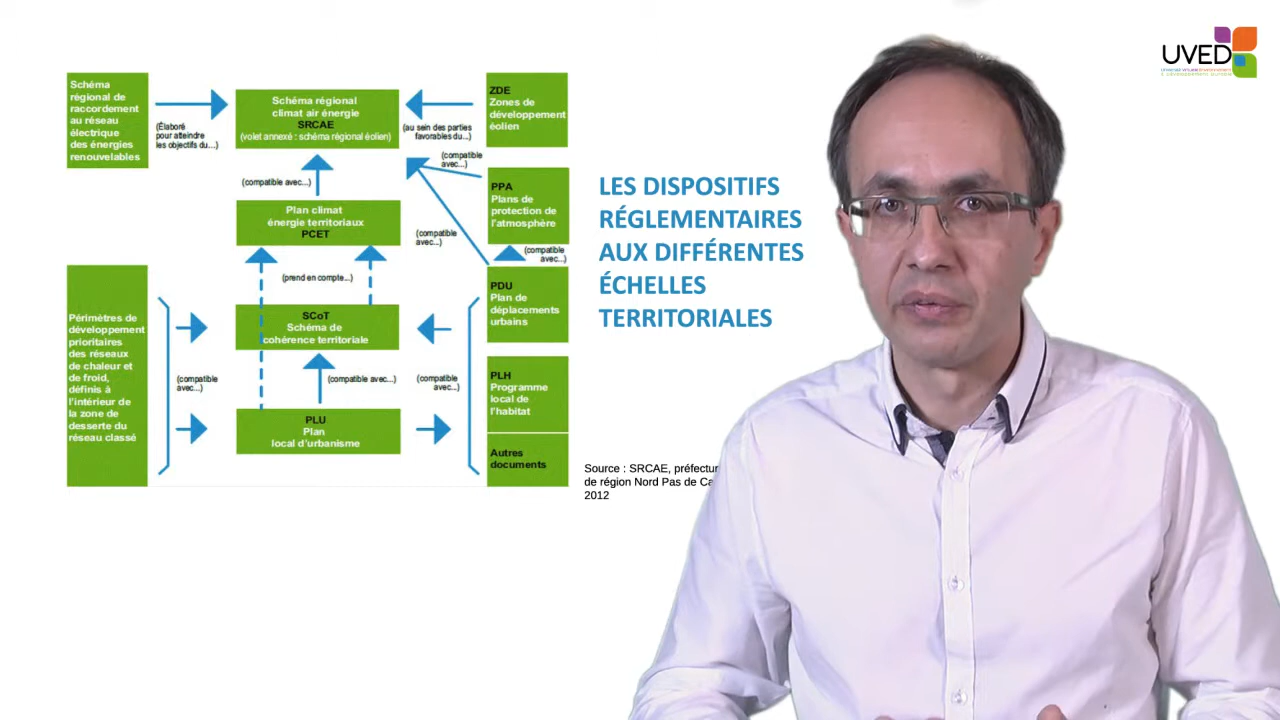 UVED
Schéma
régional de
raccordement
au réseau
électrique
des énergies
renouvelables
(Élaboré
pour atteindre
les objectifs du...)
Schéma régional
climat air énergie
SRCAE
(volet annexé : schéma régional éolien)
(au sein des parties
favorables du...)
ZDE
Zones de
développement
éolien
(compatible
avec...)
(compatible avec...)
PPA
Plans de
protection de
l'atmosphère
Plan climat
énergie territoriaux
PCET
(compatible
avec...)
(compatible
avec...)
(prend en compte...)
PDU
Plan de
déplacements
urbains
Périmètres de
développement
prioritaires
des réseaux
de chaleur et
de froid,
définis à
l'intérieur de
la zone de
desserte du
réseau classé
SCoT
Schéma de
cohérence territoriale
(compatible
avec...)
(compatible avec...)
(compatible
avec...)
PLH
Programme
local de
l'habitat
PLU
Plan
local d'urbanisme
Autres
documents
LES DISPOSITIFS
RÉGLEMENTAIRES
AUX DIFFÉRENTES
ÉCHELLES
TERRITORIALES
Source : SRCAE, préfectur
de région Nord Pas de Ca
2012